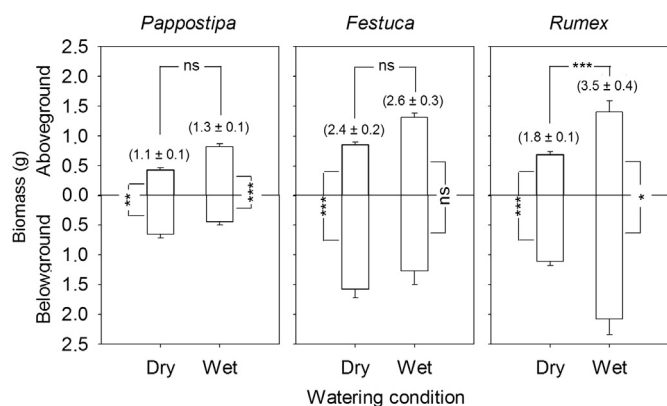 Pappostipa Festuca Rumex
2.5
2.0
1.5
1.0
0.5
0.0
0.5
1.0
1.5
2.0
2.5
Biomass (g)
Belowground Aboveground
ns
(1.1 ± 0.1)
(1.3 ± 0.1)
**
***
ns
(2.4 ± 0.2)
(2.6 ± 0.3)
***
ns
***
(1.8 ± 0.1)
(3.5 ± 0.4)
***
*
Dry Wet Dry Wet Dry Wet
Watering condition